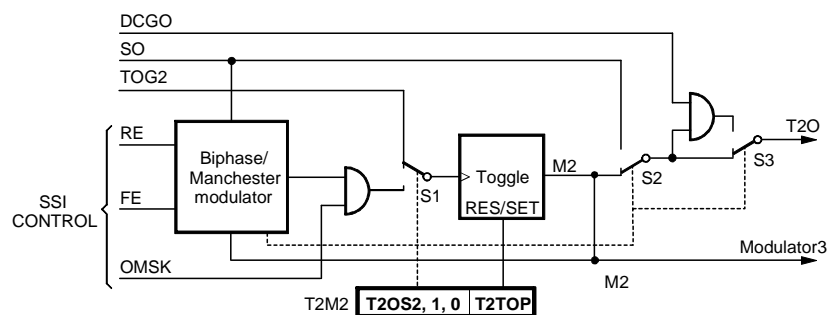 DCGO
SO
TOG2
RE
FE
SSI
CONTROL
OMSK
Biphase/
Manchester
modulator
S1
Toggle
RES/SET
M2
S2
S3
T2O
Modulator3
M2
T2M2
T2OS2, 1, 0
T2TOP